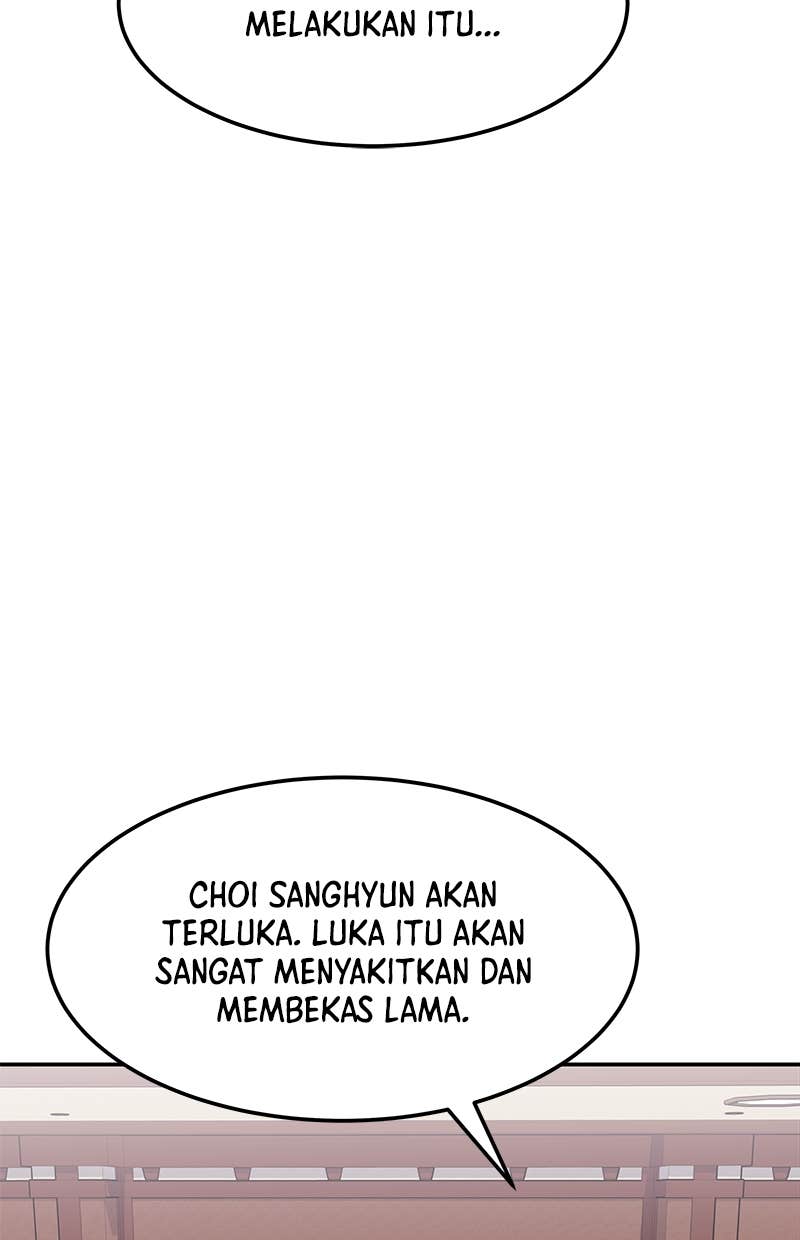 MELAKUKAN ITU...
CHOI SANGHYUN AKAN
TERLUKA. LUKA ITU AKAN
SANGAT MENYAKITKAN DAN
MEMBEKAS LAMA.